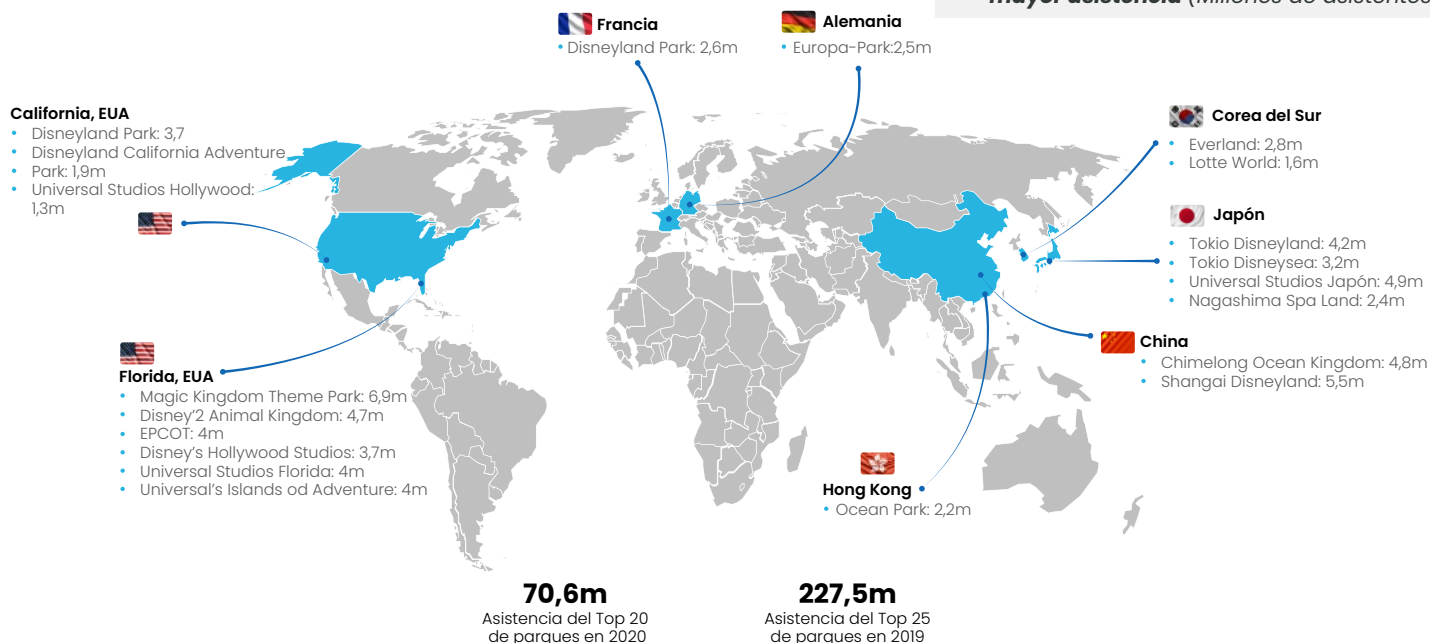 mayor asistencia (Millones de asistentes
Francia
Disneyland Park: 2,6m
Alemania
Europa-Park:2,5m
California, EUA
Disneyland Park: 3,7
Disneyland California Adventure
Park: 1,9m
Universal Studios Hollywood:
1,3m
Corea del Sur
Everland: 2,8m
Lotte World: 1,6m
Japón
Tokio Disneyland: 4,2m
Tokio Disneysea: 3,2m
Universal Studios Japón: 4,9m
Nagashima Spa Land: 2,4m
China
Chimelong Ocean Kingdom: 4,8m
Shangai Disneyland: 5,5m
Florida, EUA
Magic Kingdom Theme Park: 6,9m
Disney'2 Animal Kingdom: 4,7m
EPCOT: 4m
Disney's Hollywood Studios: 3,7m
Universal Studios Florida: 4m
Universal's Islands od Adventure: 4m
Hong Kong
Ocean Park: 2,2m
70,6m
Asistencia del Top 20
de parques en 2020
227,5m
Asistencia del Top 25
de parques en 2019